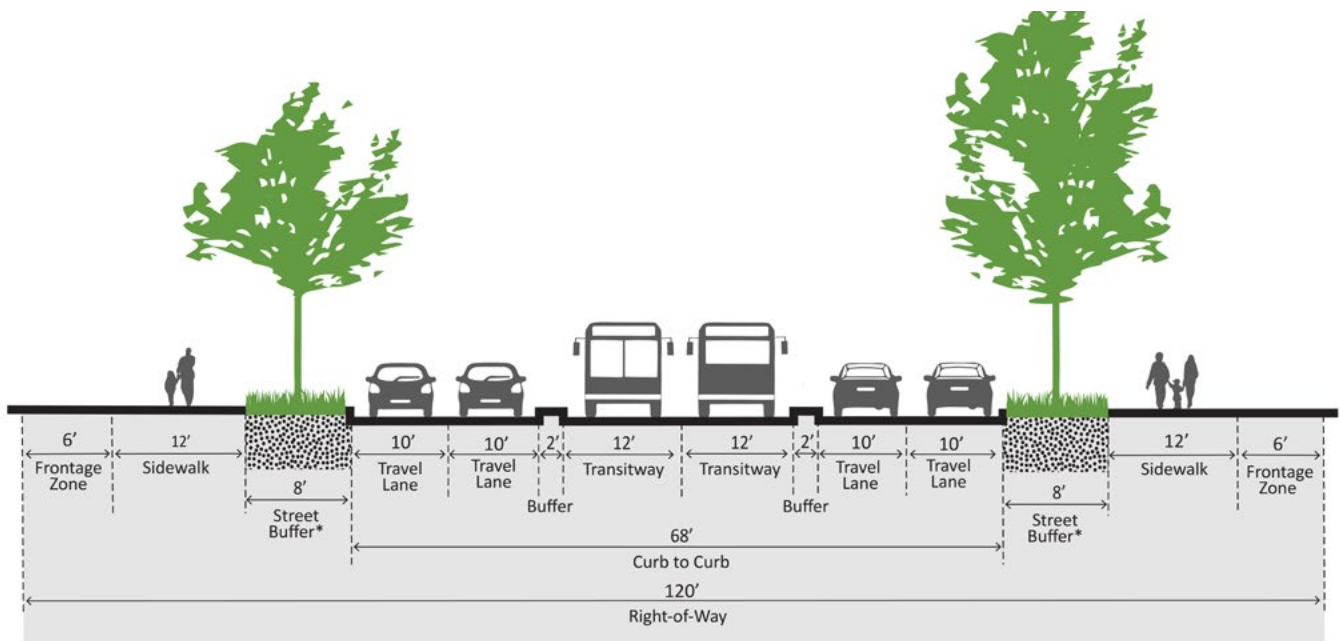 6’ 12’ 10’ 10’ 2’ 12’ 12’ 2’ 10’ 10’ 12’ 6’
Frontage Zone
Sidewalk
Travel Lane
Travel Lane
Transitway
Transitway
Travel Lane
Travel Lane
Sidewalk
Frontage Zone
8’
Street
Buffer*
Buffer
Buffer
8’
Street
Buffer*
68’
Curb to Curb
120’
Right-of-Way